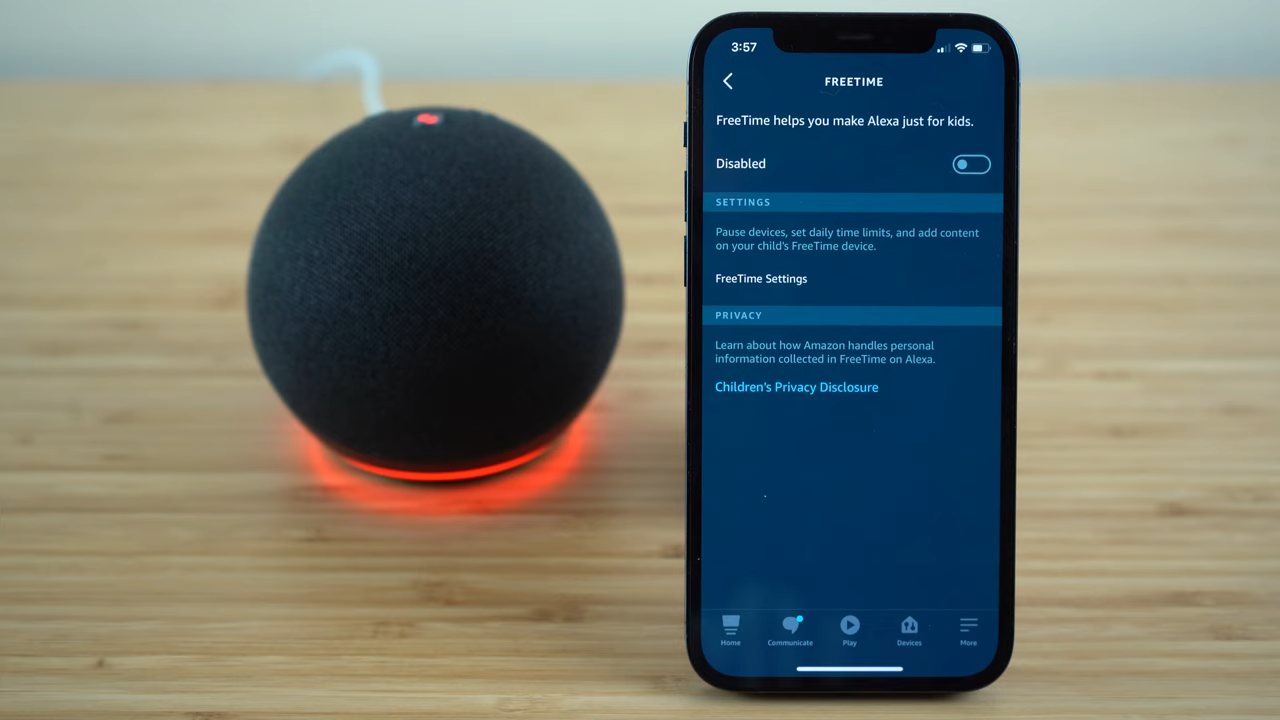 3:57
FREETIME
FreeTime helps you make Alexa just for kids.
Disabled
SETTINGS
Pause devices, set daily time limits, and add content
on your child's FreeTime device.
FreeTime Settings
PRIVACY
Learn about how Amazon handles personal
information collected in FreeTime on Alexa.
Children's Privacy Disclosure
Home Communicate Play Devices More